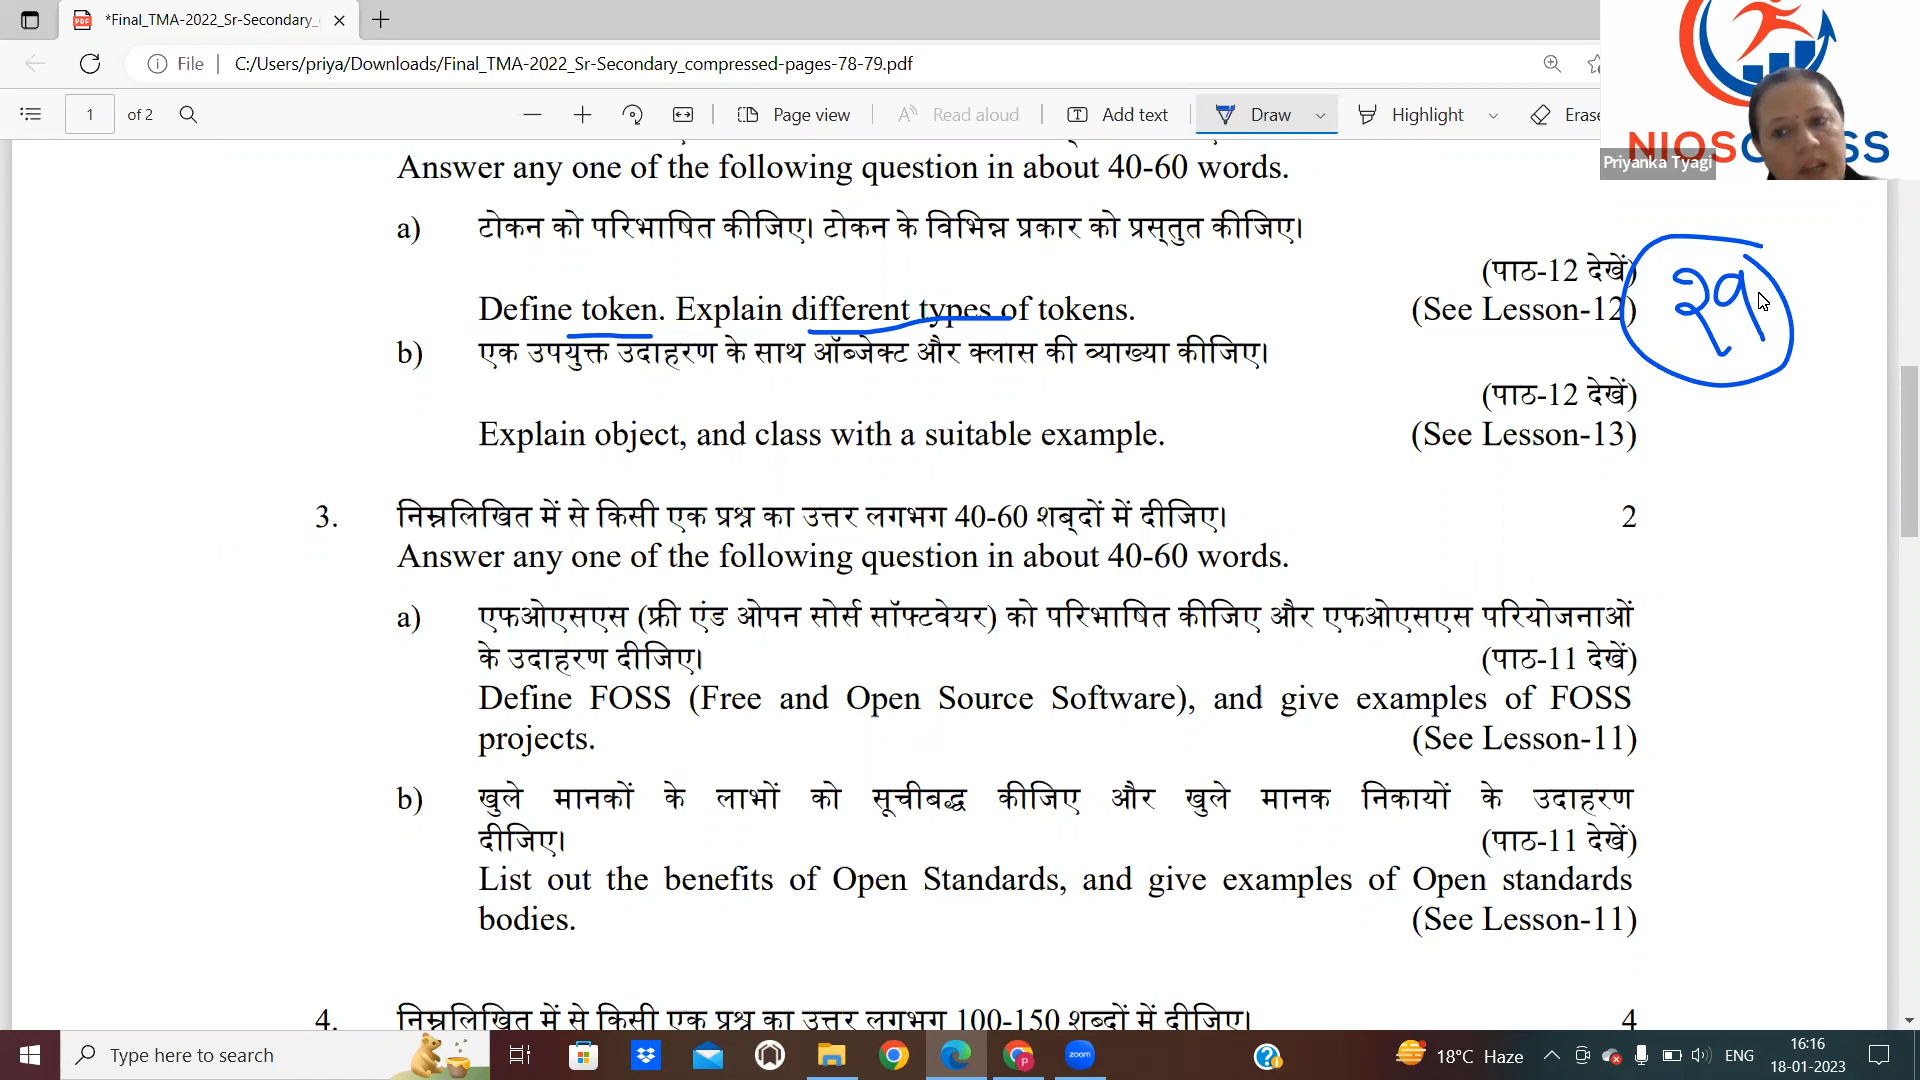 *Final_TMA-2022_Sr-Secondary_
File
C:/Users/priya/Downloads/Final_TMA-2022_Sr-Secondary_compressed-pages-78-79.pdf
1 of 2
Page view
Read aloud
Add text
Draw
Highlight
Erase
NIOSC SS
Priyanka Tyagi
Answer any one of the following question in about 40-60 words.
a) टोकन को परिभाषित कीजिए। टोकन के विभिन्न प्रकार को प्रस्तुत कीजिए।
(पाठ-12 देखें)
Define token. Explain different types of tokens. (See Lesson-12)
२१
b) एक उपयुक्त उदाहरण के साथ ऑब्जेक्ट और क्लास की व्याख्या कीजिए।
(पाठ-12 देखें)
Explain object, and class with a suitable example. (See Lesson-13)
3. निम्नलिखित में से किसी एक प्रश्न का उत्तर लगभग 40-60 शब्दों में दीजिए। 2
Answer any one of the following question in about 40-60 words.
a) एफओएसएस (फ्री एंड ओपन सोर्स सॉफ्टवेयर) को परिभाषित कीजिए और एफओएसएस परियोजनाओं
के उदाहरण दीजिए। (पाठ-11 देखें)
Define FOSS (Free and Open Source Software), and give examples of FOSS
projects. (See Lesson-11)
b) खुले मानकों के लाभों को सूचीबद्ध कीजिए और खुले मानक निकायों के उदाहरण
दीजिए। (पाठ-11 देखें)
List out the benefits of Open Standards, and give examples of Open standards
bodies. (See Lesson-11)
4. निम्नलिखित में से किसी एक प्रश्न का उत्तर लगभग 100-150 शब्दों में दीजिए। 4
Type here to search
zoom
18°C Haze
ENG
16:16
18-01-2023